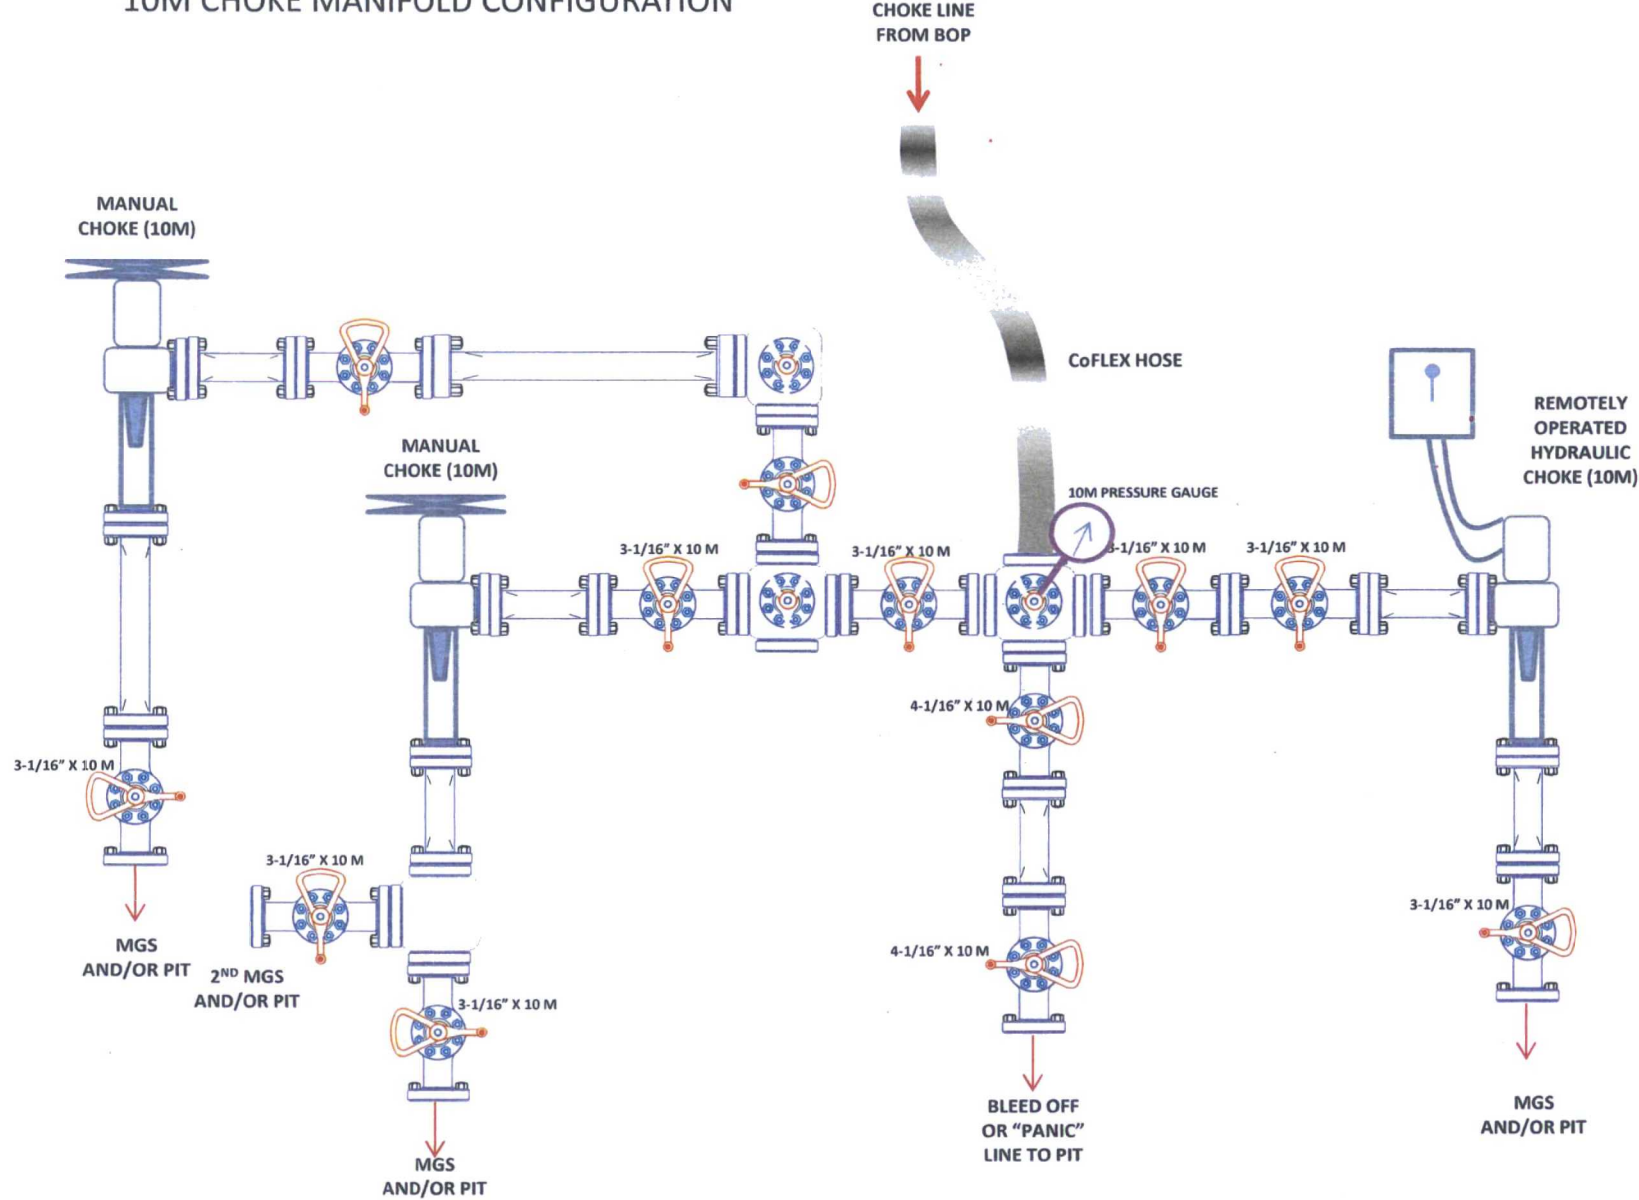 10M CHOKE MANIFOLD CONFIGURATION
CHOKE LINE
FROM BOP
MANUAL
CHOKE (10M)
CoFLEX HOSE
REMOTELY
OPERATED
HYDRAULIC
CHOKE (10M)
MANUAL
CHOKE (10M)
10M PRESSURE GAUGE
3-1/16" X 10 M
3-1/16" X 10 M
3-1/16" X 10 M
3-1/16" X 10 M
4-1/16" X 10 M
3-1/16" X 10 M
3-1/16" X 10 M
3-1/16" X 10 M
4-1/16" X 10 M
MGS
AND/OR PIT
2ND MGS
AND/OR PIT
3-1/16" X 10 M
BLEED OFF
OR "PANIC"
LINE TO PIT
MGS
AND/OR PIT
MGS
AND/OR PIT